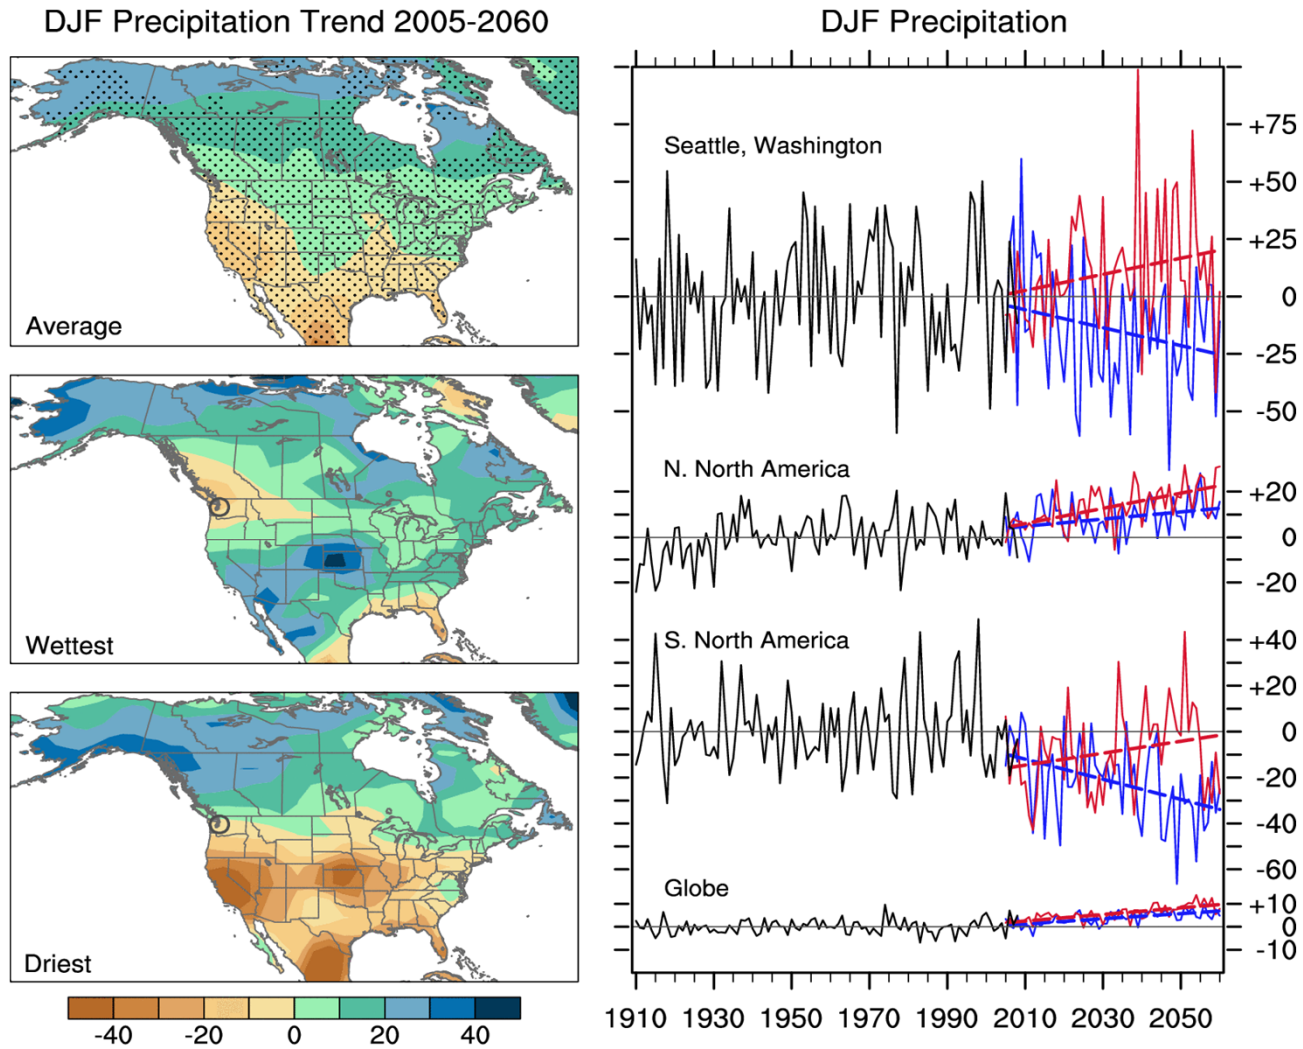 DJF Precipitation Trend 2005-2060
Average
Wettest
Driest
-40 -20 0 20 40
DJF Precipitation
Seattle, Washington
+75
+50
+25
0
-25
-50
N. North America
+20
0
-20
S. North America
+40
+20
0
-20
-40
-60
Globe
+10
0
-10
1910 1930 1950 1970 1990 2010 2030 2050